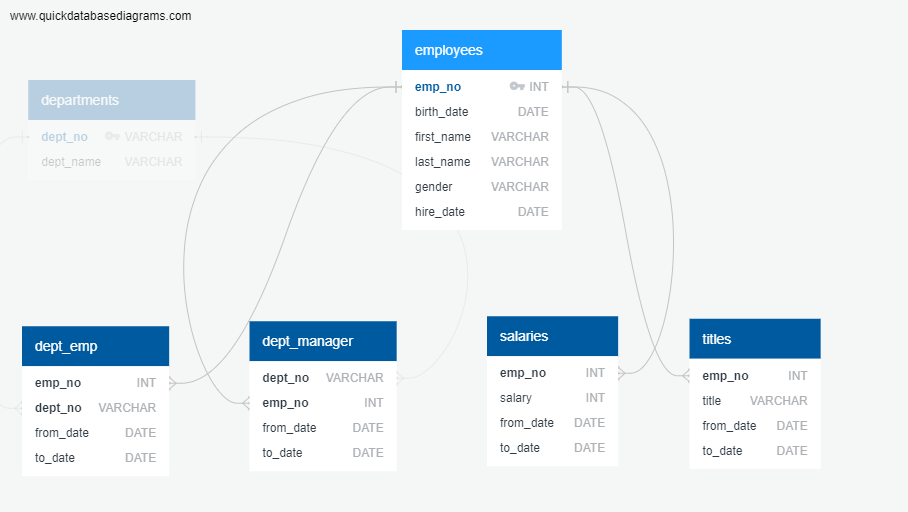 www.quickdatabasediagrams.com
employees
emp_no INT
birth_date DATE
first_name VARCHAR
last_name VARCHAR
gender VARCHAR
hire_date DATE
departments
dept_no VARCHAR
dept_name VARCHAR
dept_emp
emp_no INT
dept_no VARCHAR
from_date DATE
to_date DATE
dept_manager
dept_no VARCHAR
emp_no INT
from_date DATE
to_date DATE
salaries
emp_no INT
salary INT
from_date DATE
to_date DATE
titles
emp_no INT
title VARCHAR
from_date DATE
to_date DATE